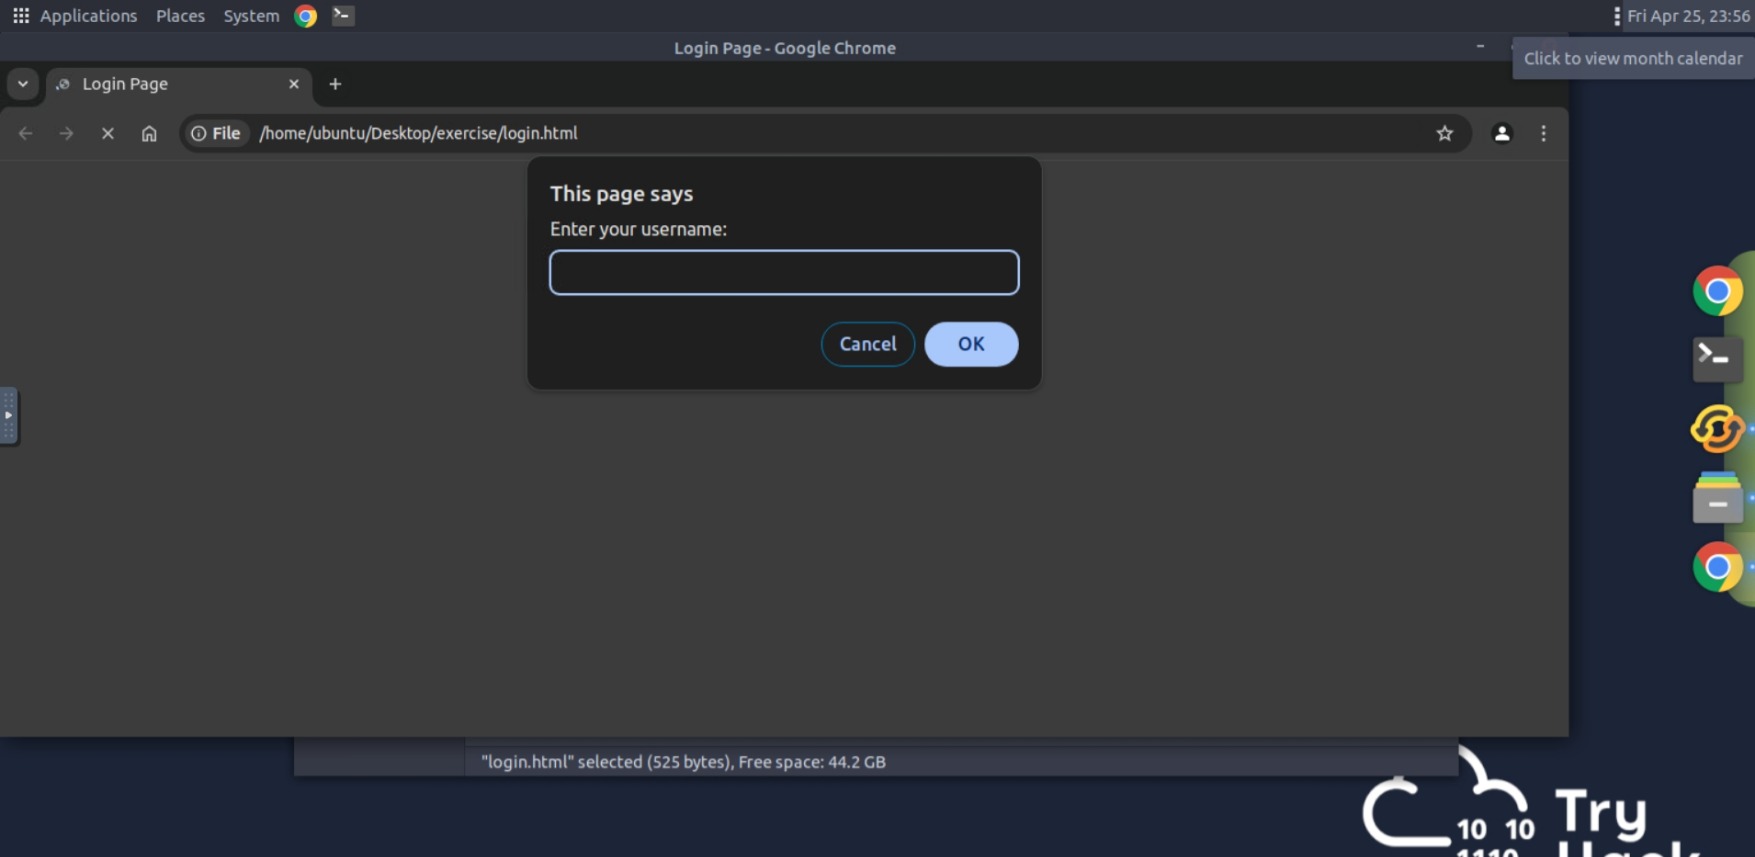 Applications Places System Fri Apr 25, 23:56
Login Page - Google Chrome
Click to view month calendar
Login Page
File /home/ubuntu/Desktop/exercise/login.html
This page says
Enter your username:
Cancel OK
"login.html" selected (525 bytes), Free space: 44.2 GB
Try
10 10
1110
Hack